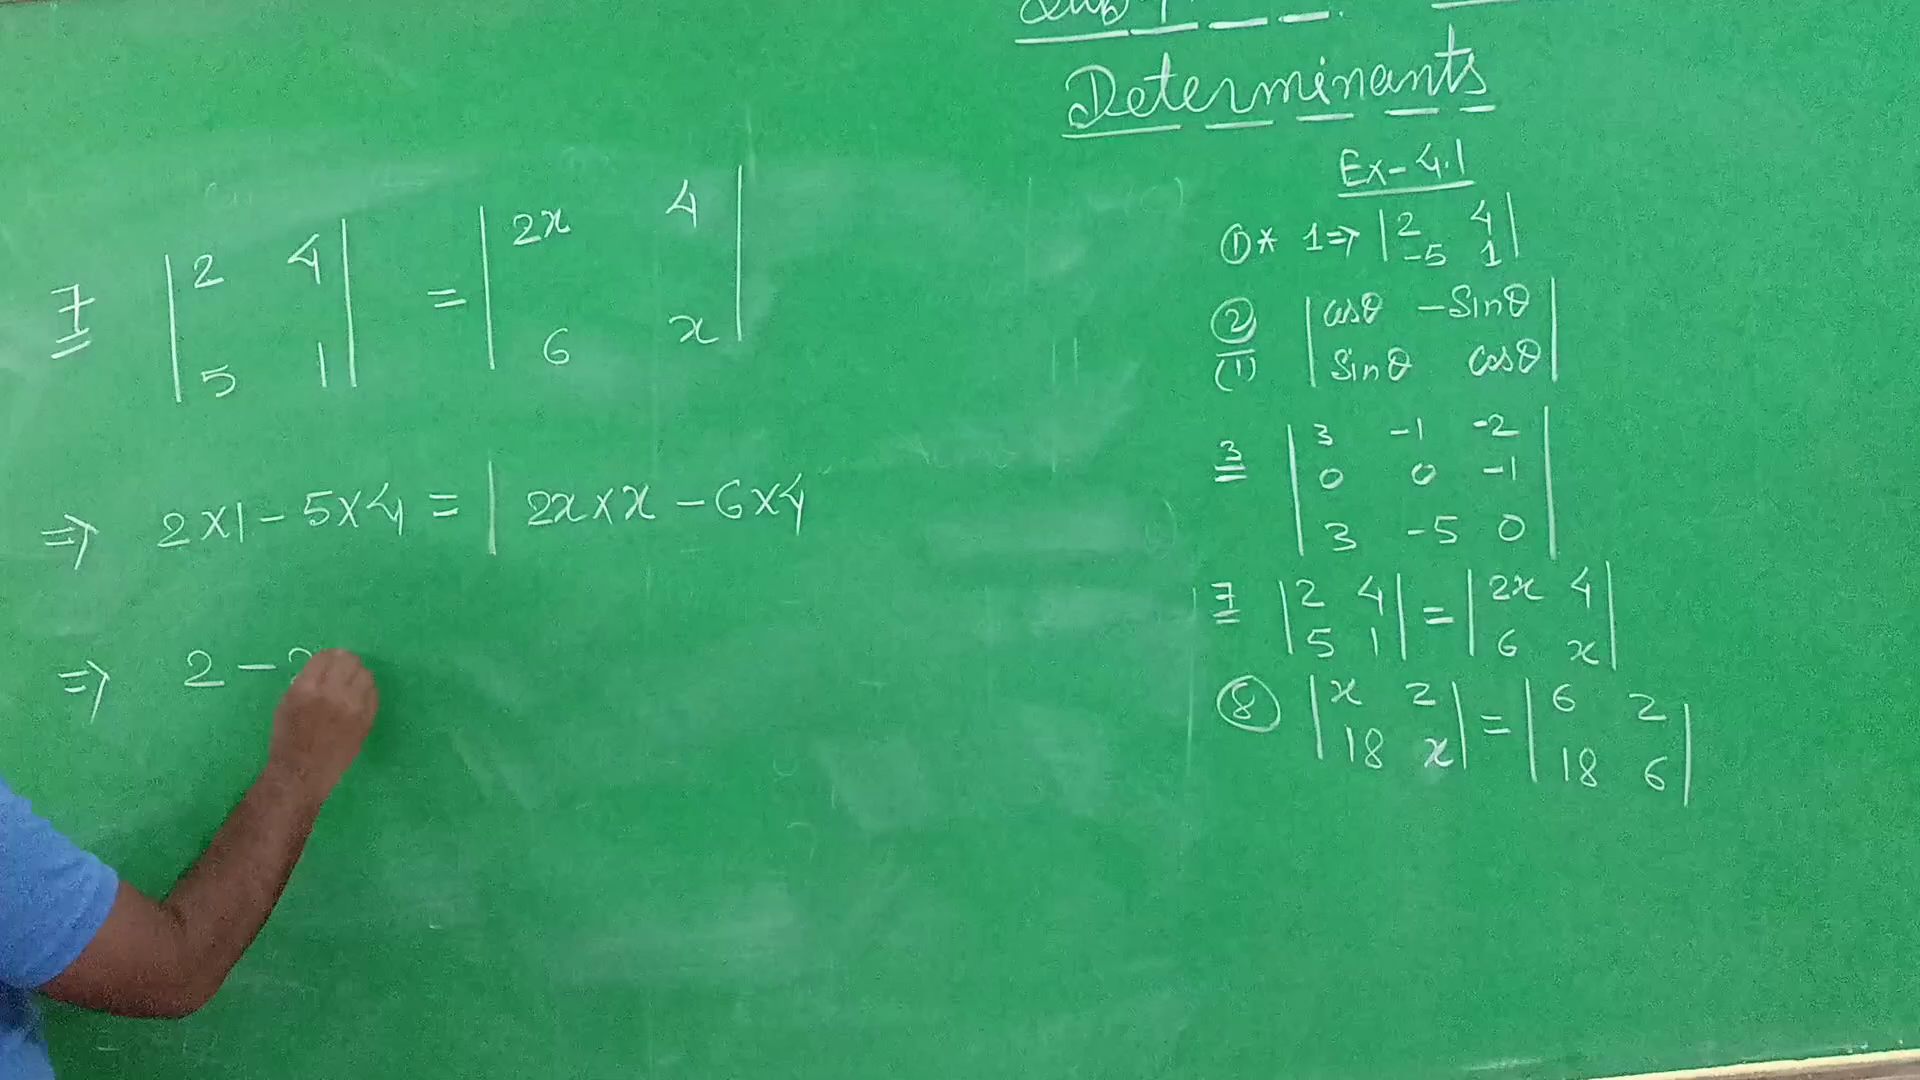 Determinants
Ex-4.1
① * 1⇒ |2 4|
|-5 1|
② |cosθ -Sinθ|
(1) |Sinθ cosθ|
3 |3 -1 -2|
|0 0 -1|
|3 -5 0|
7 |2 4| = |2x 4|
|5 1| |6 x|
⑧ |x 2| = |6 2|
|18 x| |18 6|
7 |2 4| = |2x 4|
|5 1| |6 x|
⇒ 2×1-5×4 = | 2x×x-6×4
⇒ 2-